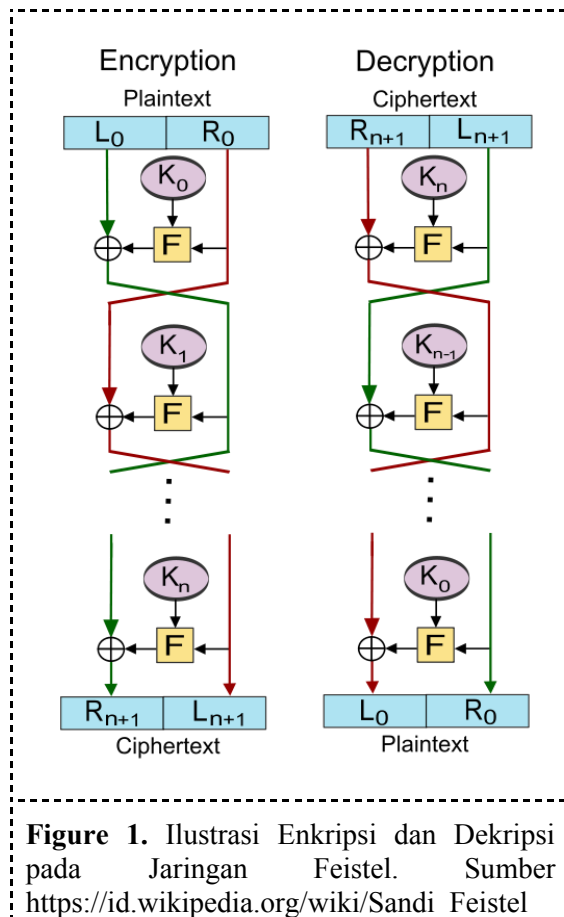 Encryption Decryption
Plaintext Ciphertext
L0 R0 Rn+1 Ln+1
K0 Kn
F F
K1 Kn-1
F F
Kn K0
F F
Rn+1 Ln+1 L0 R0
Ciphertext Plaintext
Figure 1. Ilustrasi Enkripsi dan Dekripsi
pada Jaringan Feistel. Sumber
https://id.wikipedia.org/wiki/Sandi_Feistel